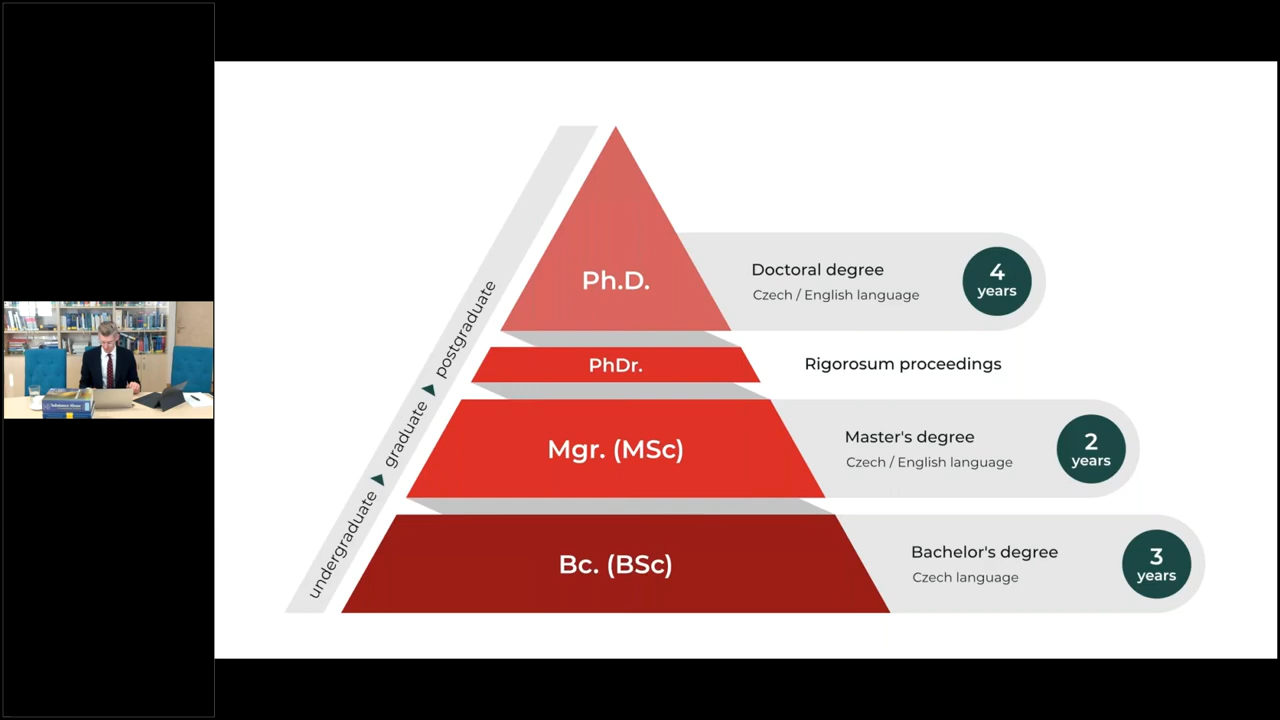 Ph.D.
Doctoral degree
Czech / English language
4
years
PhDr.
Rigorosum proceedings
Mgr. (MSc)
Master's degree
Czech / English language
2
years
Bc. (BSc)
Bachelor's degree
Czech language
3
years
undergraduate
graduate
postgraduate